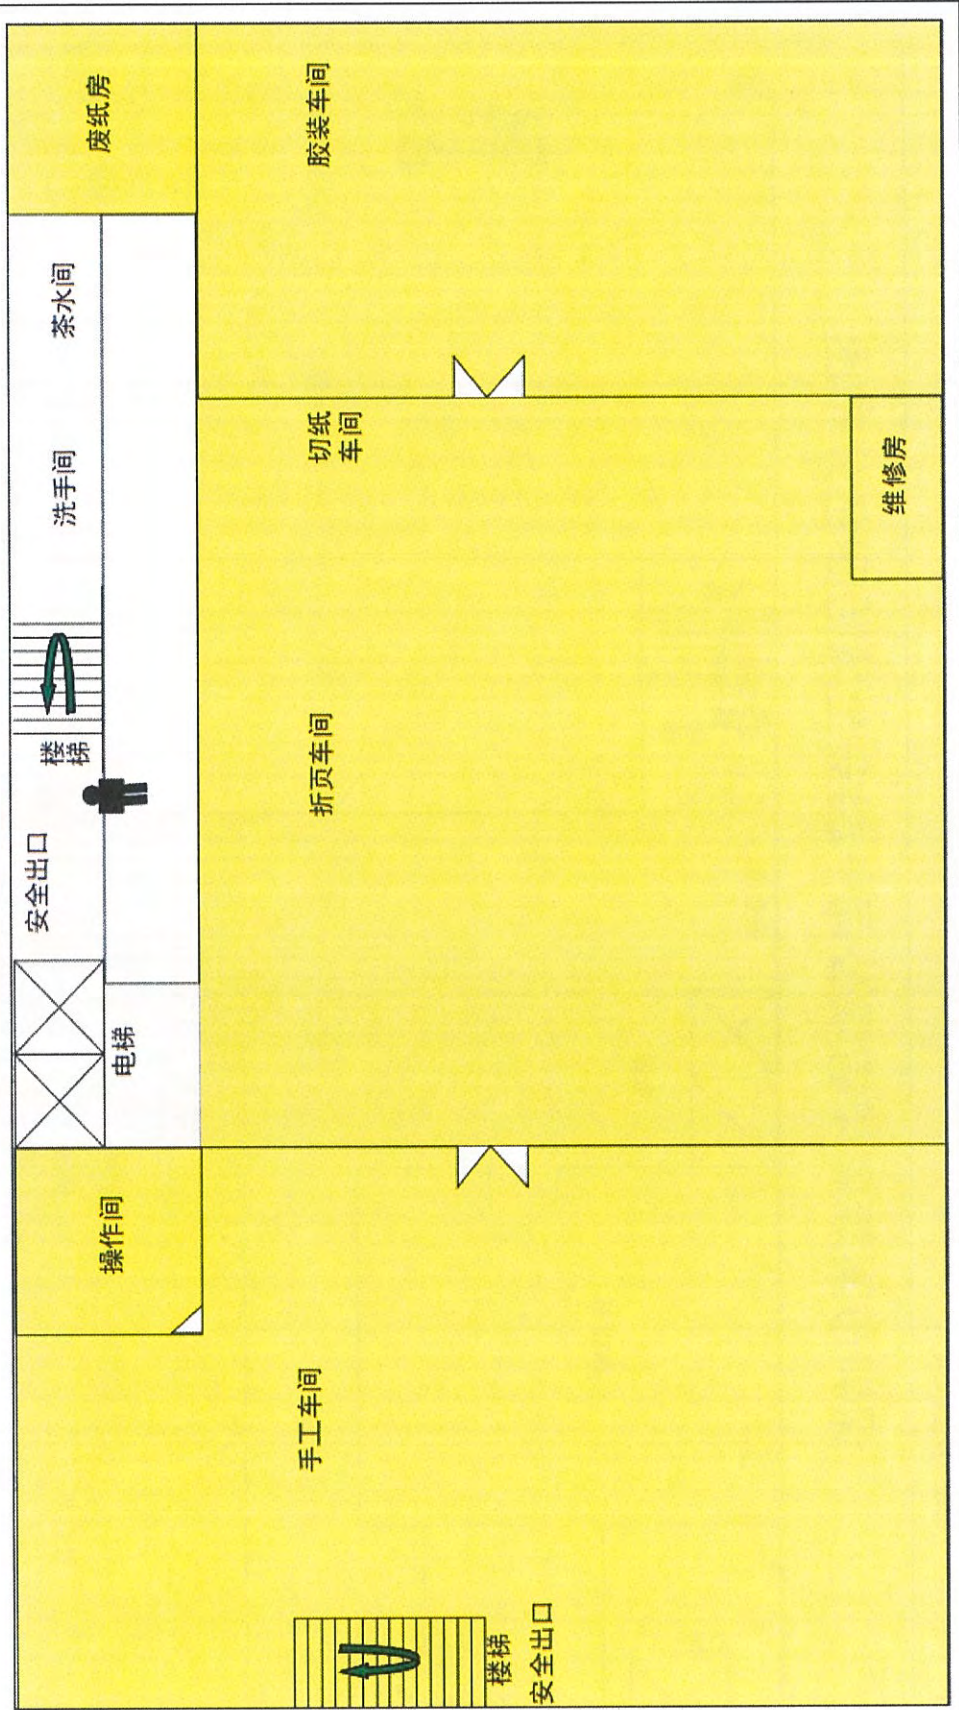 废纸房
茶水间
洗手间
楼
梯
安全出口
电梯
操作间
胶装车间
切纸
车间
折页车间
手工车间
维修房
楼梯
安全出口